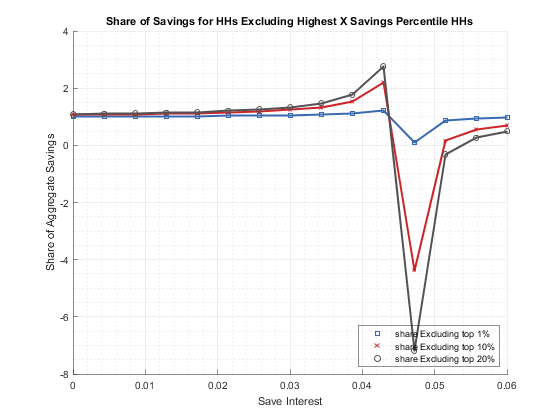 Share of Savings for HHs Excluding Highest X Savings Percentile HHs
4
2
0
-2
-4
-6
-8
Share of Aggregate Savings
share Excluding top 1%
share Excluding top 10%
share Excluding top 20%
0 0.01 0.02 0.03 0.04 0.05 0.06
Save Interest